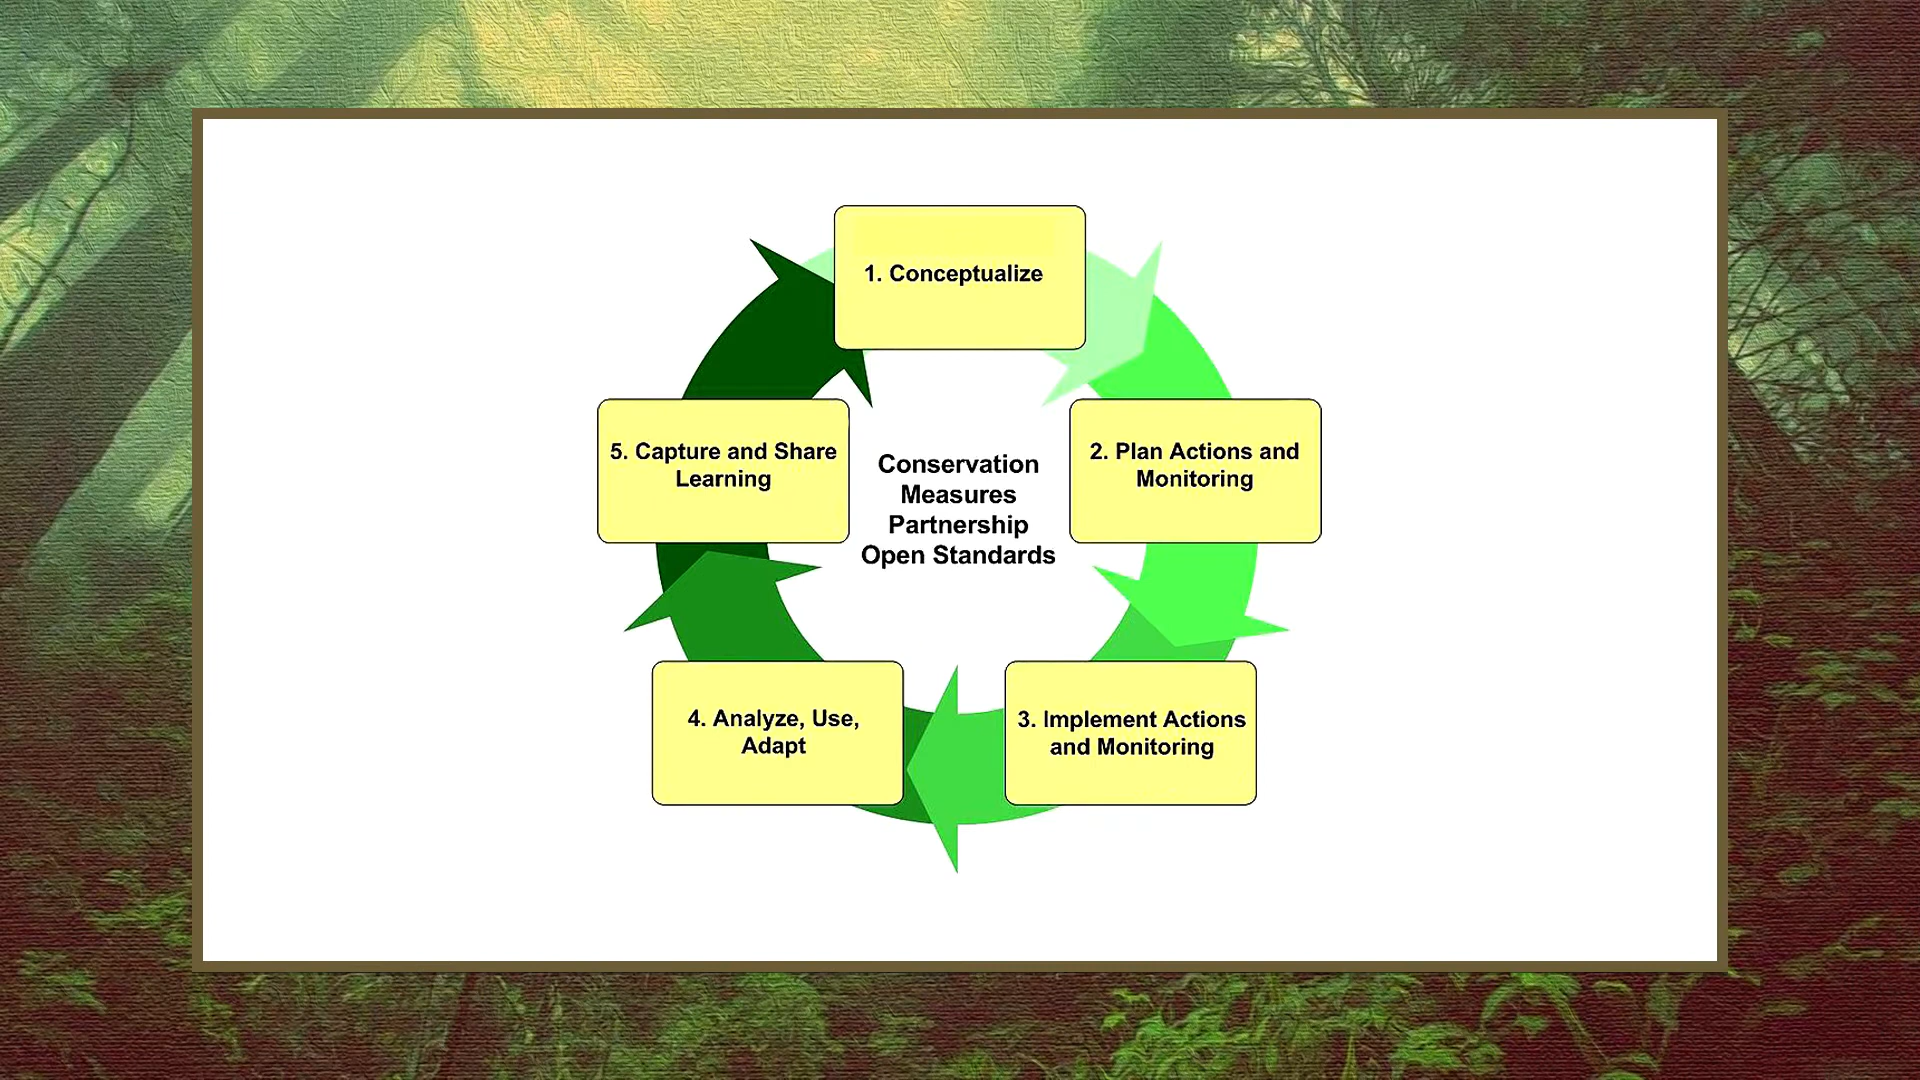 1. Conceptualize
2. Plan Actions and
Monitoring
3. Implement Actions
and Monitoring
4. Analyze, Use,
Adapt
5. Capture and Share
Learning
Conservation
Measures
Partnership
Open Standards